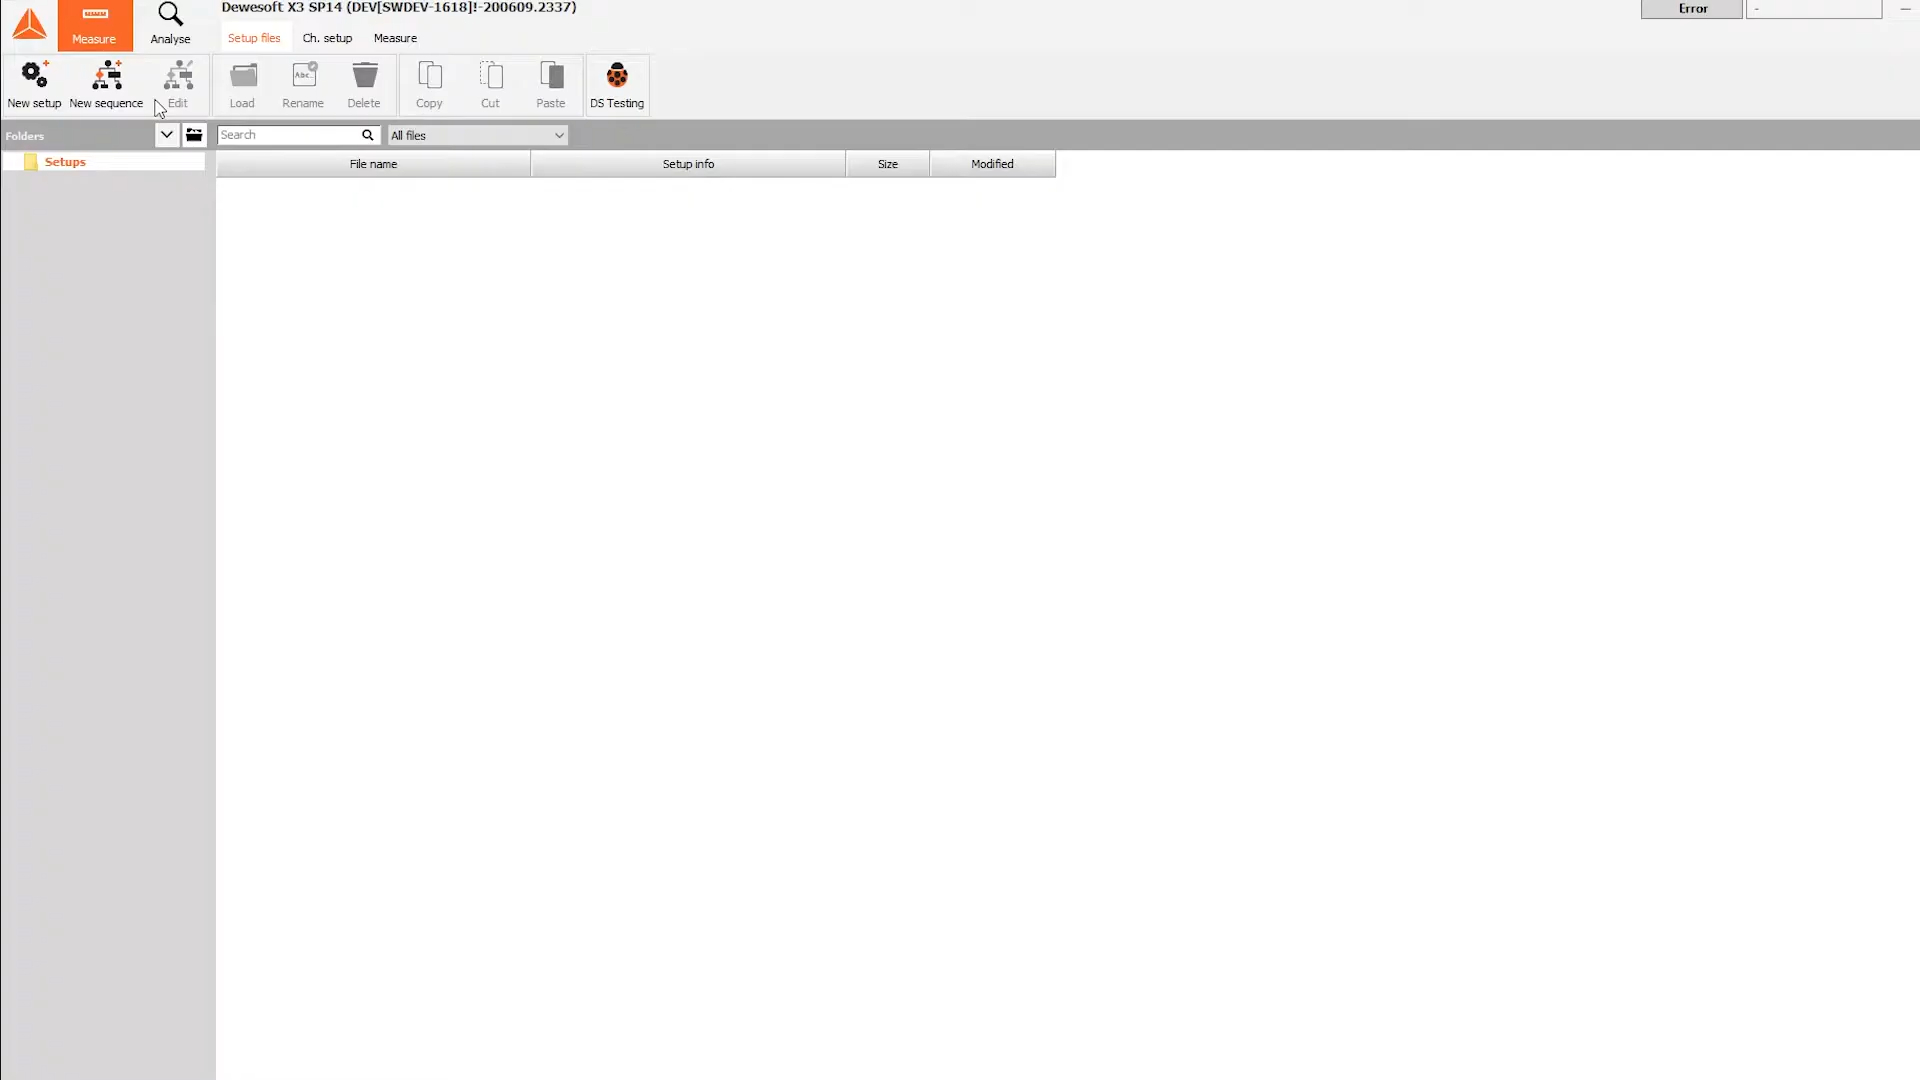 Dewesoft X3 SP14 (DEV[SWDEV-1618]!-200609.2337)
Error
-
Measure
Analyse
Setup files
Ch. setup
Measure
New setup
New sequence
Edit
Load
Rename
Delete
Copy
Cut
Paste
DS Testing
Abc..
Folders
Search
All files
Setups
File name
Setup info
Size
Modified